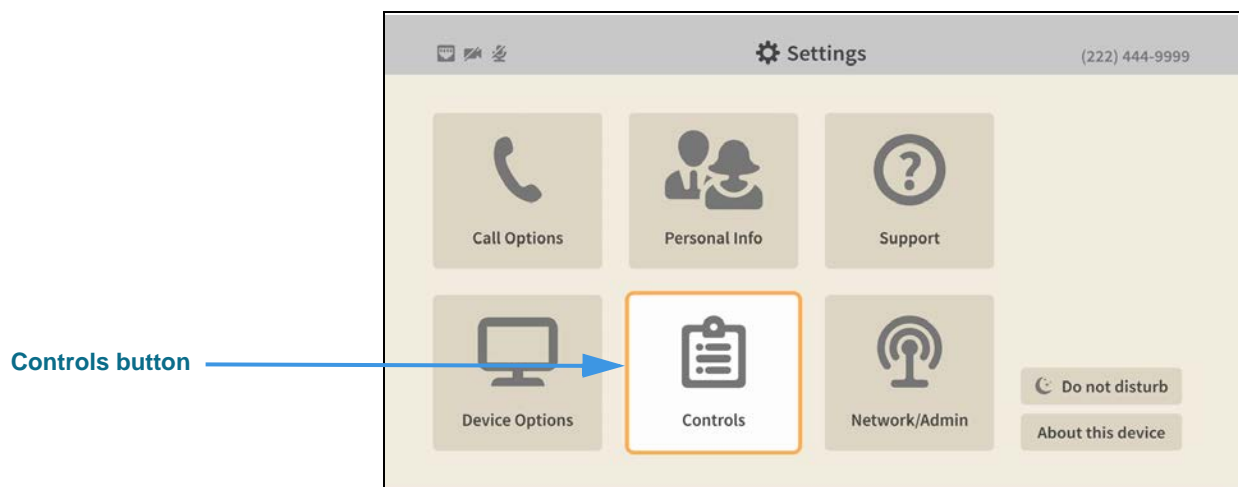 Settings
(222) 444-9999
Call Options
Personal Info
Support
Controls button
Device Options
Controls
Network/Admin
Do not disturb
About this device